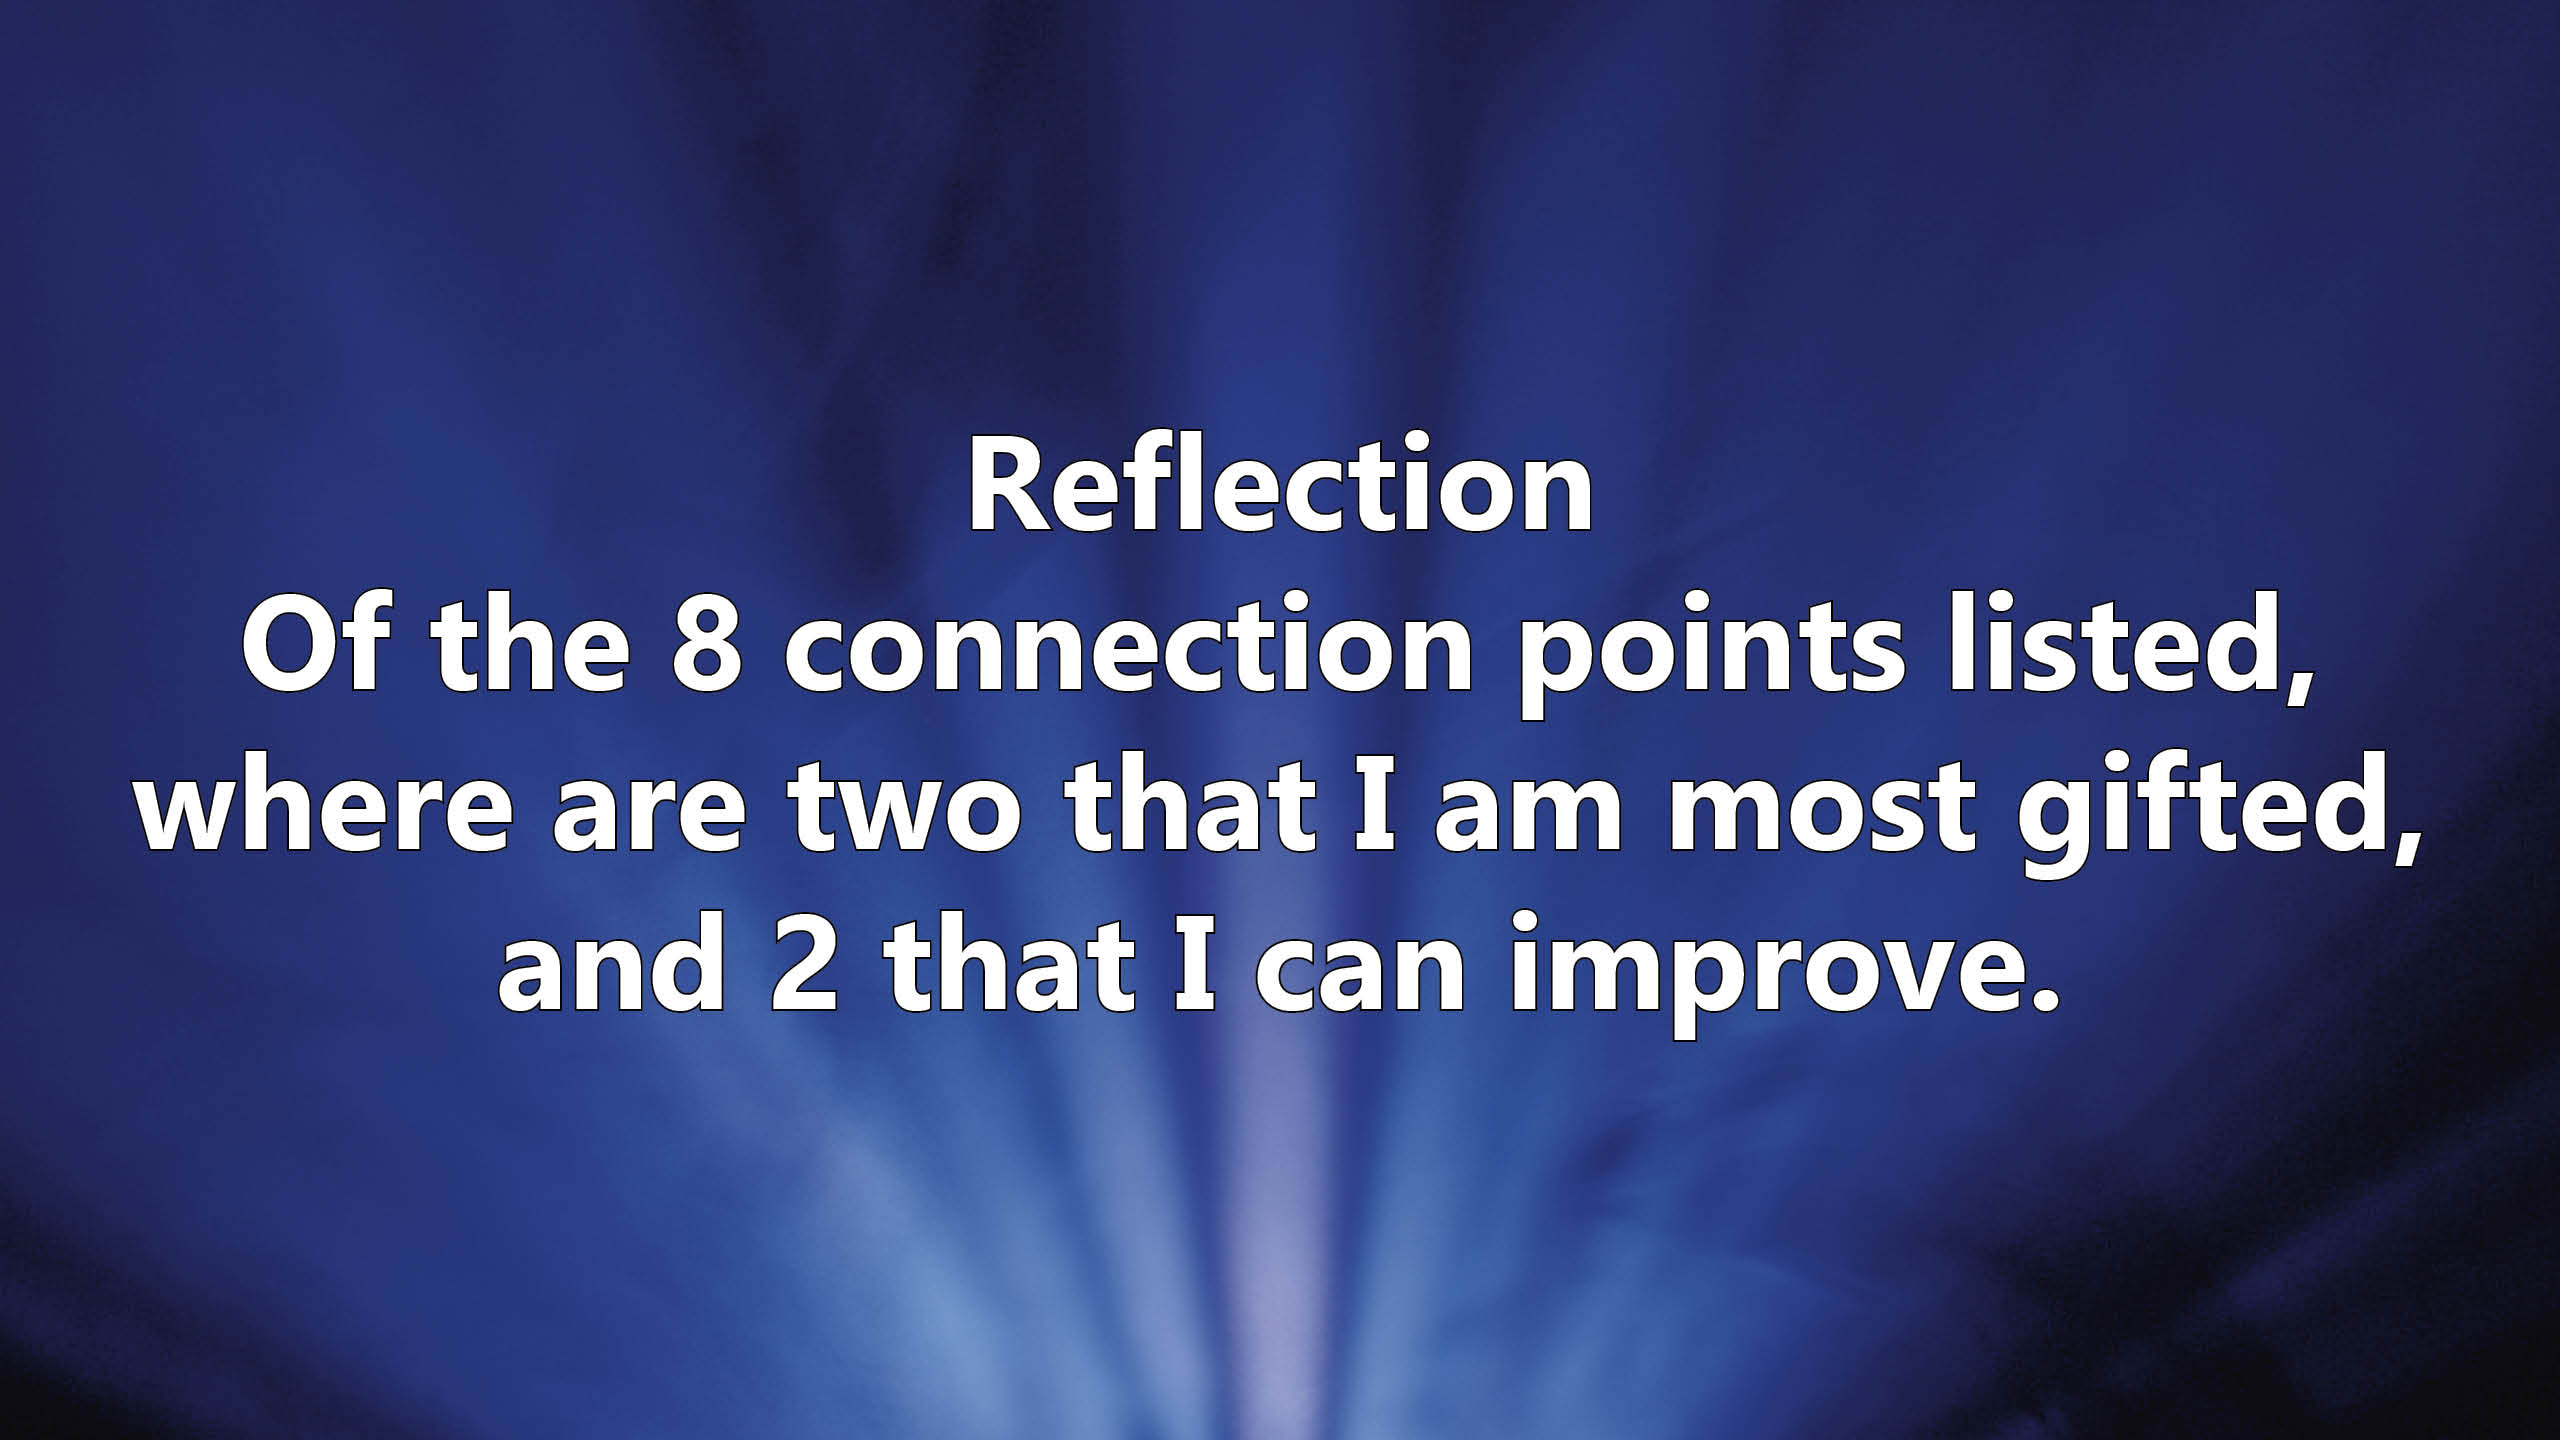 Reflection
Of the 8 connection points listed,
where are two that I am most gifted,
and 2 that I can improve.